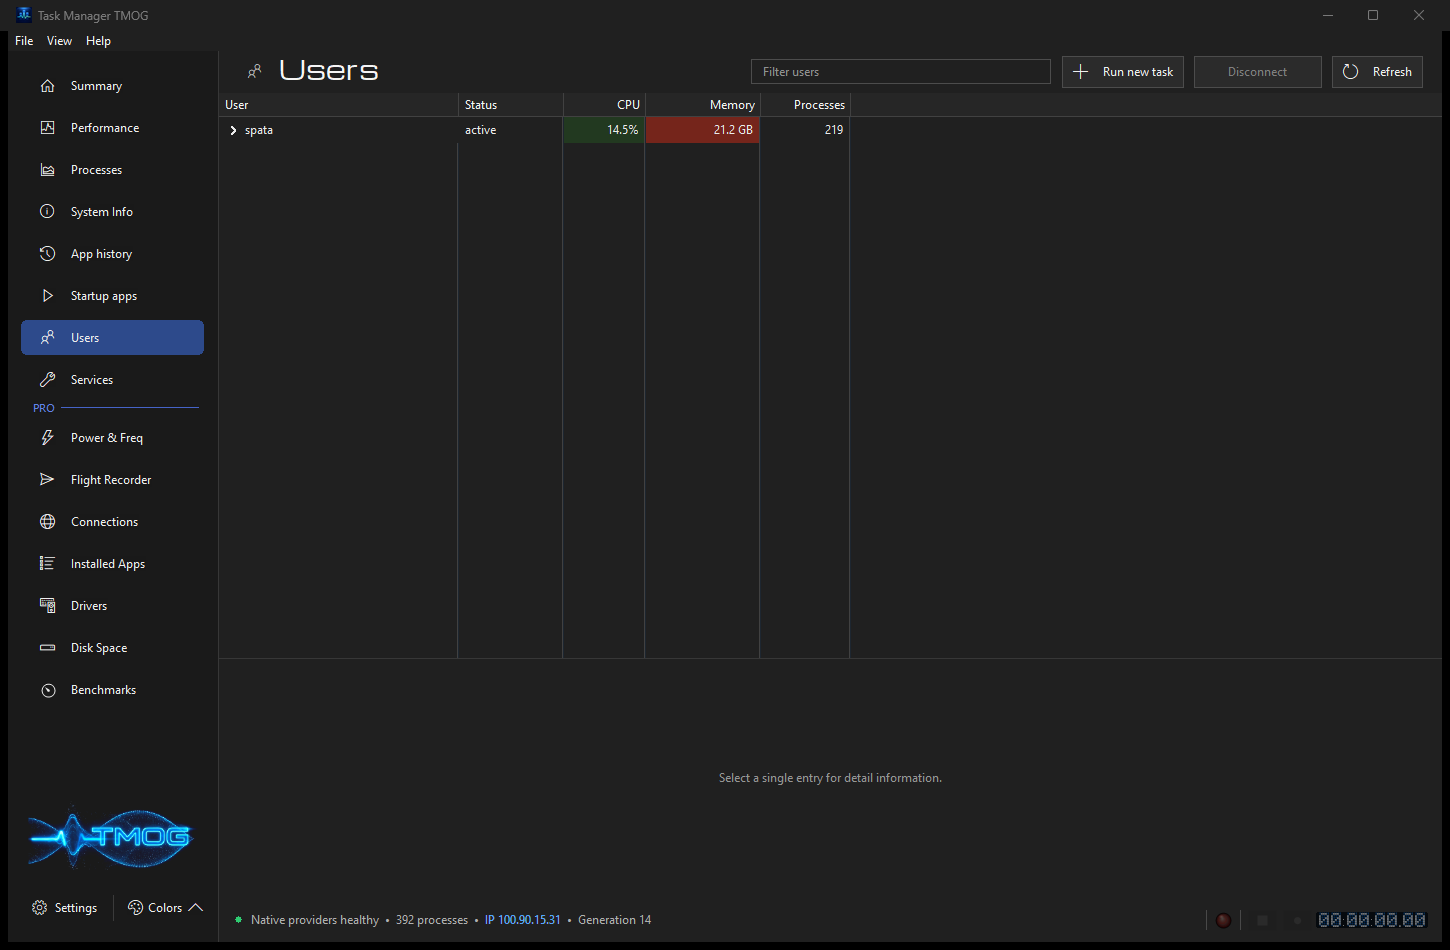 Task Manager TMOG
File View Help
Summary
Performance
Processes
System Info
App history
Startup apps
Users
Services
PRO
Power & Freq
Flight Recorder
Connections
Installed Apps
Drivers
Disk Space
Benchmarks
TMOG
Settings Colors
Users
Filter users
Run new task
Disconnect
Refresh
User Status CPU Memory Processes
spata active 14.5% 21.2 GB 219
Select a single entry for detail information.
Native providers healthy • 392 processes • IP 100.90.15.31 • Generation 14
00:00:00.00